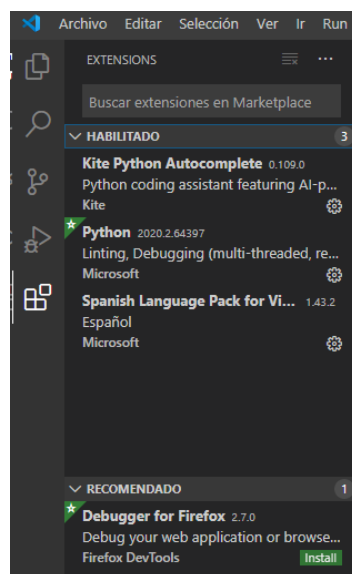 Archivo Editar Selección Ver Ir Run
EXTENSIONS
Buscar extensiones en Marketplace
HABILITADO 3
Kite Python Autocomplete 0.109.0
Python coding assistant featuring AI-p...
Kite
Python 2020.2.64397
Linting, Debugging (multi-threaded, re...
Microsoft
Spanish Language Pack for Vi... 1.43.2
Español
Microsoft
RECOMENDADO 1
Debugger for Firefox 2.7.0
Debug your web application or browse...
Firefox DevTools Install